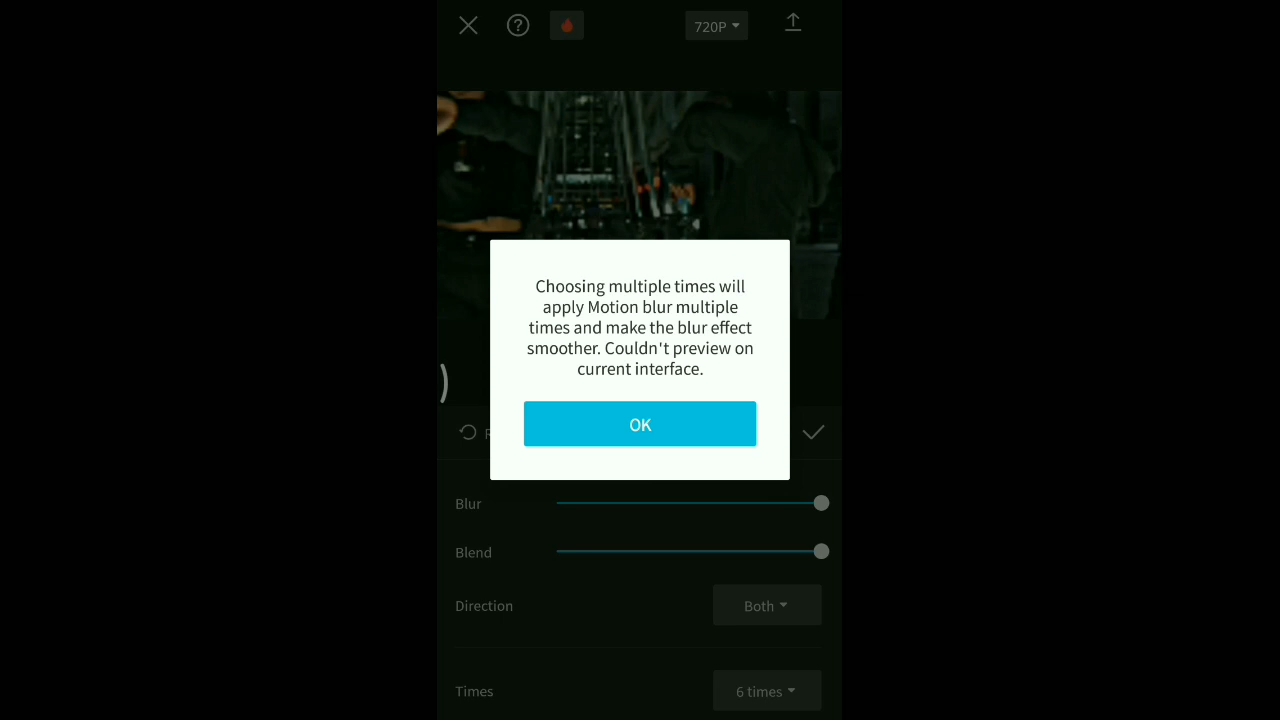 720P
Choosing multiple times will
apply Motion blur multiple
times and make the blur effect
smoother. Couldn't preview on
current interface.
OK
Blur
Blend
Direction
Both
Times
6 times